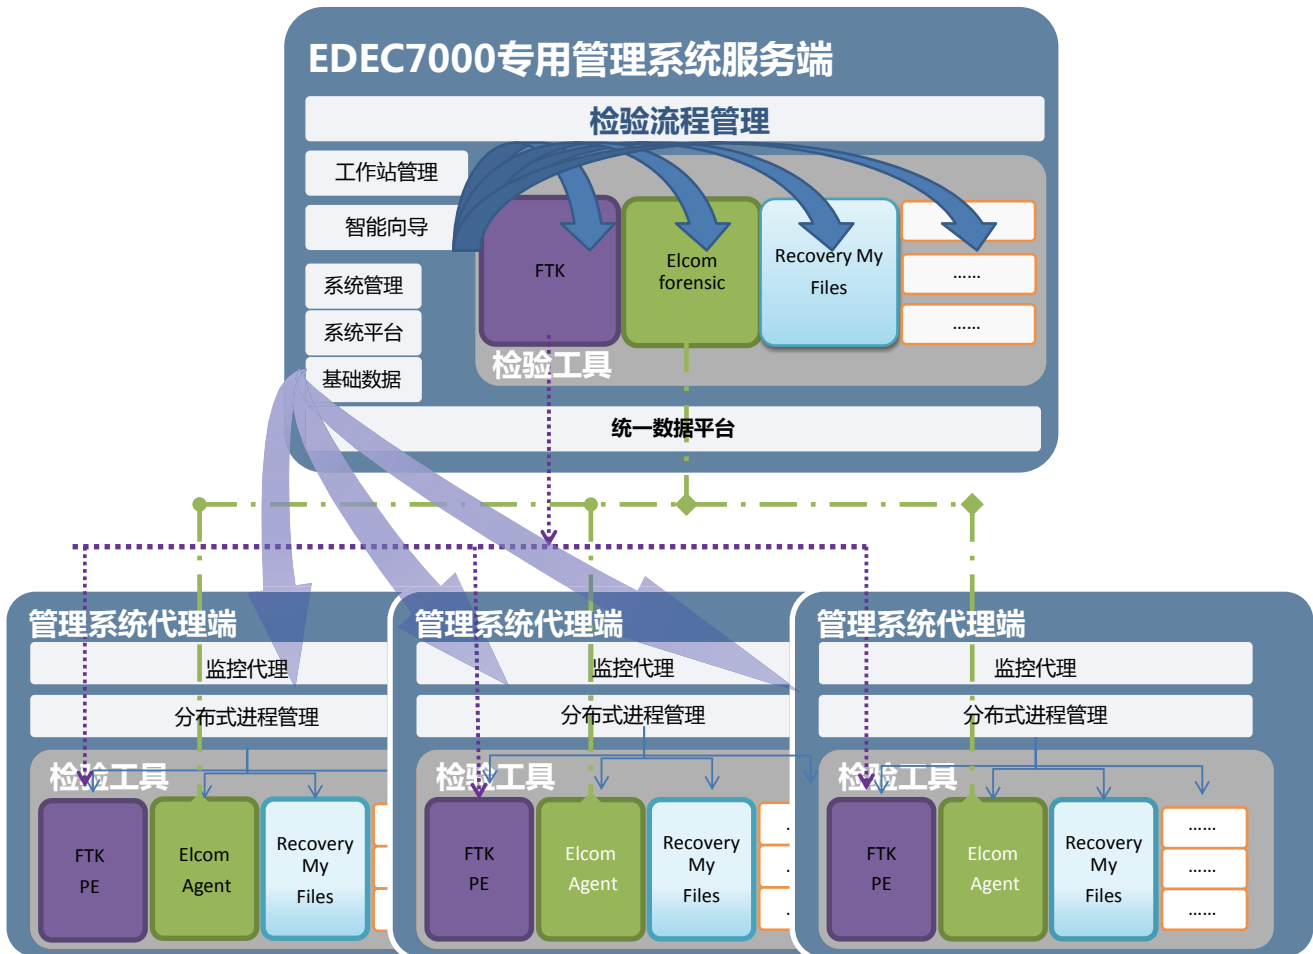 EDEC7000专用管理系统服务端
检验流程管理
工作站管理
智能向导
系统管理
系统平台
基础数据
FTK
Elcom
forensic
Recovery My
Files
......
......
检验工具
统一数据平台
管理系统代理端
监控代理
分布式进程管理
检验工具
FTK
PE
Elcom
Agent
Recovery
My
Files
管理系统代理端
监控代理
分布式进程管理
检验工具
FTK
PE
Elcom
Agent
Recovery
My
Files
.
.
.
管理系统代理端
监控代理
分布式进程管理
检验工具
FTK
PE
Elcom
Agent
Recovery
My
Files
......
......
......